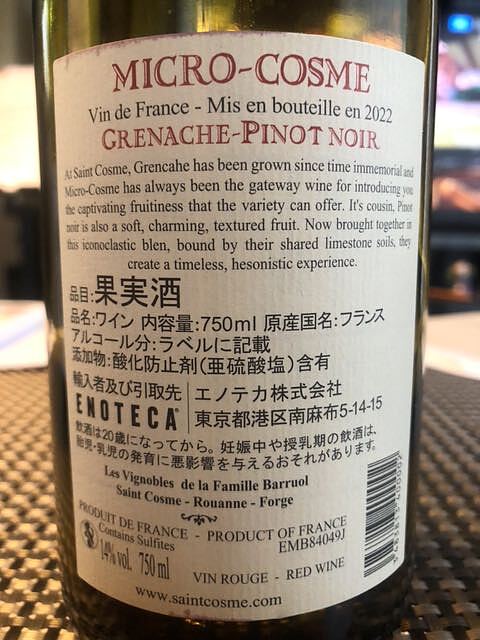 MICRO-COSME
Vin de France - Mis en bouteille en 2022
GRENACHE-PINOT NOIR
At Saint Cosme, Grencahe has been grown since time immemorial and
Micro-Cosme has always been the gateway wine for introducing you
the captivating fruitiness that the variety can offer. It's cousin, Pinot
noir is also a soft, charming, textured fruit. Now brought together in
this iconoclastic blen, bound by their shared limestone soils, they
create a timeless, hesonistic experience.
品目:果実酒
品名:ワイン 内容量:750ml 原産国名:フランス
アルコール分:ラベルに記載
添加物:酸化防止剤(亜硫酸塩)含有
輸入者及び引取先 エノテカ株式会社
ENOTECA 東京都港区南麻布5-14-15
飲酒は20歳になってから。妊娠中や授乳期の飲酒は、
胎児・乳児の発育に悪影響を与えるおそれがあります。
Les Vignobles de la Famille Barruol
Saint Cosme - Rouanne - Forge
PRODUIT DE FRANCE - PRODUCT OF FRANCE
Contains Sulfites EMB84049J
14% vol. 750 ml
VIN ROUGE - RED WINE
www.saintcosme.com